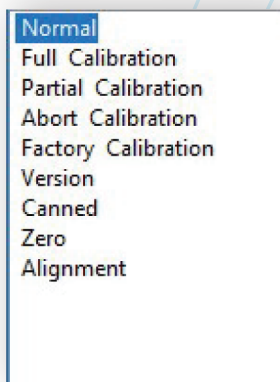 Normal
Full Calibration
Partial Calibration
Abort Calibration
Factory Calibration
Version
Canned
Zero
Alignment